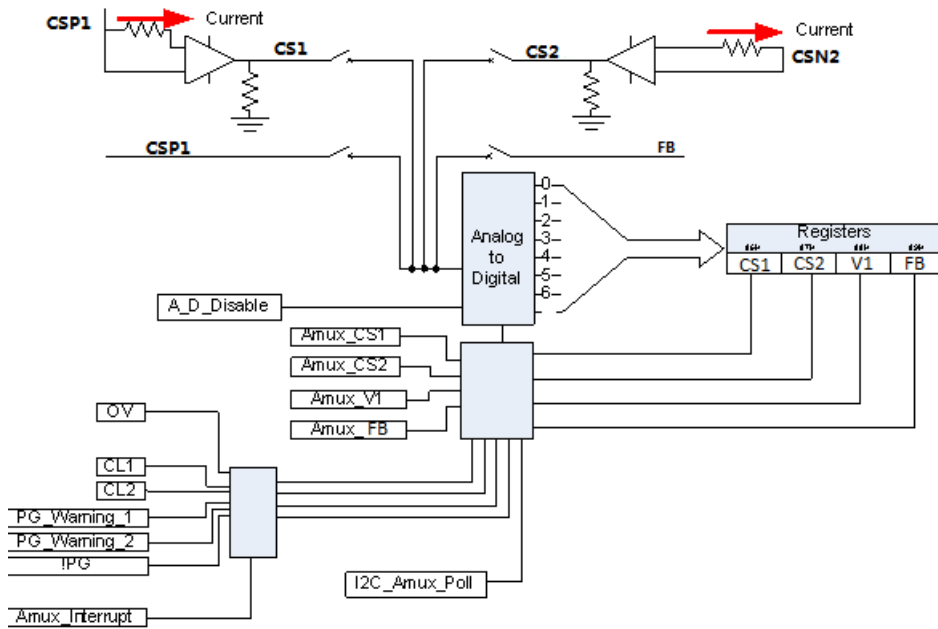 CSP1
Current
CS1
CS2
Current
CSN2
CSP1
FB
Analog
to
Digital
0
1
2
3
4
5
6
Registers
CS1 CS2 V1 FB
A_D_Disable
Amux_CS1
Amux_CS2
Amux_V1
Amux_FB
OV
CL1
CL2
PG_Warning_1
PG_Warning_2
!PG
I2C_Amux_Poll
Amux_Interrupt